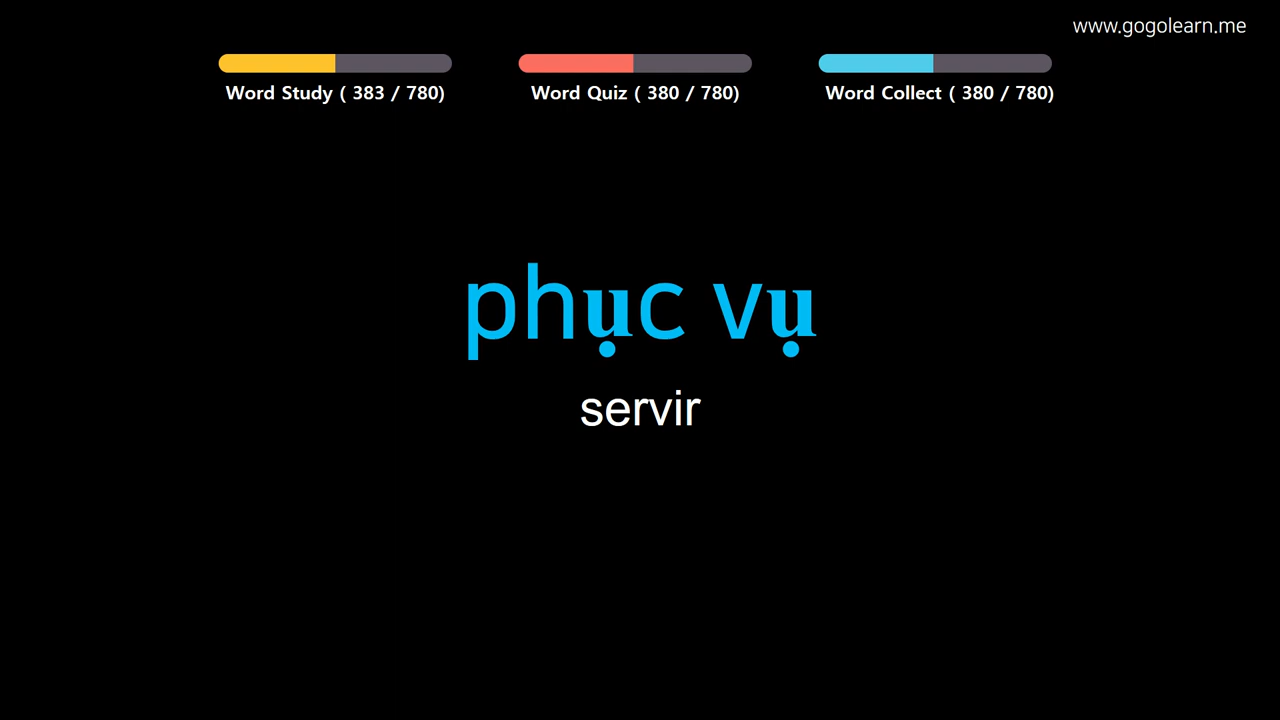 www.gogolearn.me
Word Study ( 383 / 780)
Word Quiz ( 380 / 780)
Word Collect ( 380 / 780)
phục vụ
servir